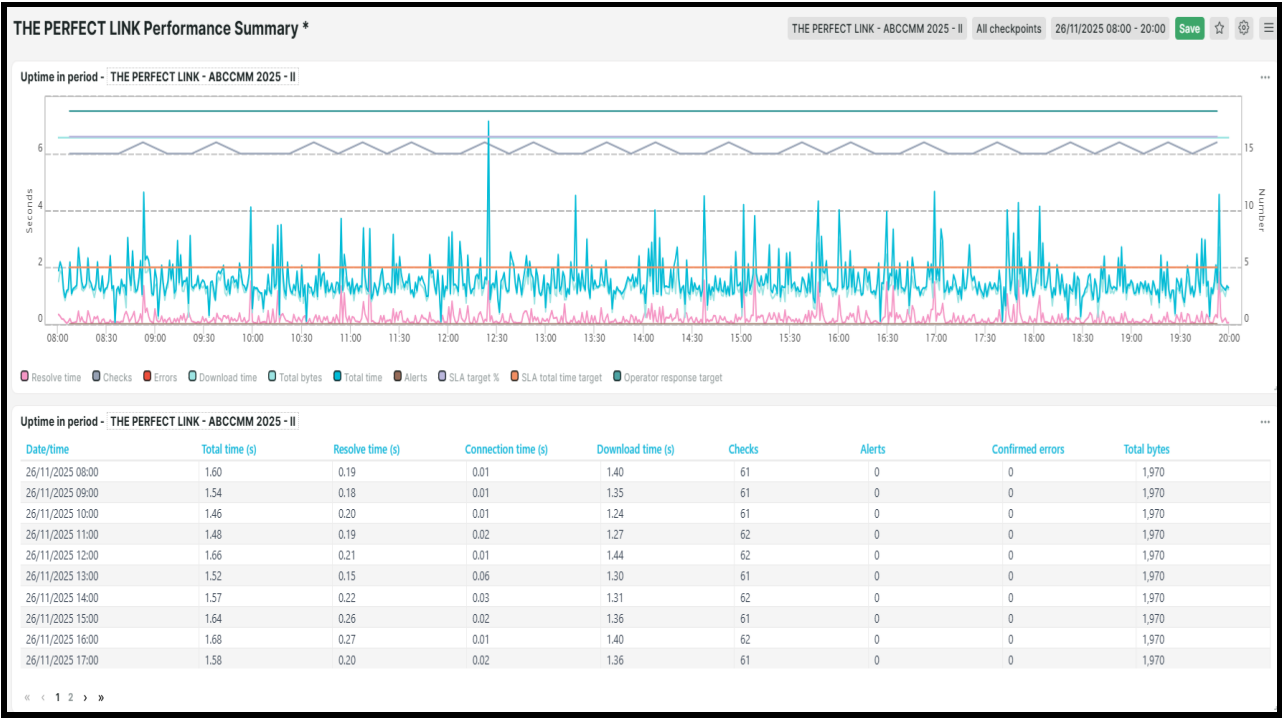 THE PERFECT LINK Performance Summary *
THE PERFECT LINK - ABCCMM 2025 - II All checkpoints 26/11/2025 08:00 - 20:00 Save
Uptime in period - THE PERFECT LINK - ABCCMM 2025 - II
Seconds
6
4
2
0
15
10
5
0
Number
08:00 08:30 09:00 09:30 10:00 10:30 11:00 11:30 12:00 12:30 13:00 13:30 14:00 14:30 15:00 15:30 16:00 16:30 17:00 17:30 18:00 18:30 19:00 19:30 20:00
Resolve time Checks Errors Download time Total bytes Total time Alerts SLA target % SLA total time target Operator response target
Uptime in period - THE PERFECT LINK - ABCCMM 2025 - II
Date/time Total time (s) Resolve time (s) Connection time (s) Download time (s) Checks Alerts Confirmed errors Total bytes
26/11/2025 08:00 1.60 0.19 0.01 1.40 61 0 0 1,970
26/11/2025 09:00 1.54 0.18 0.01 1.35 61 0 0 1,970
26/11/2025 10:00 1.46 0.20 0.01 1.24 61 0 0 1,970
26/11/2025 11:00 1.48 0.19 0.02 1.27 62 0 0 1,970
26/11/2025 12:00 1.66 0.21 0.01 1.44 62 0 0 1,970
26/11/2025 13:00 1.52 0.15 0.06 1.30 61 0 0 1,970
26/11/2025 14:00 1.57 0.22 0.03 1.31 62 0 0 1,970
26/11/2025 15:00 1.64 0.26 0.02 1.36 61 0 0 1,970
26/11/2025 16:00 1.68 0.27 0.01 1.40 62 0 0 1,970
26/11/2025 17:00 1.58 0.20 0.02 1.36 61 0 0 1,970
« ‹ 1 2 › »